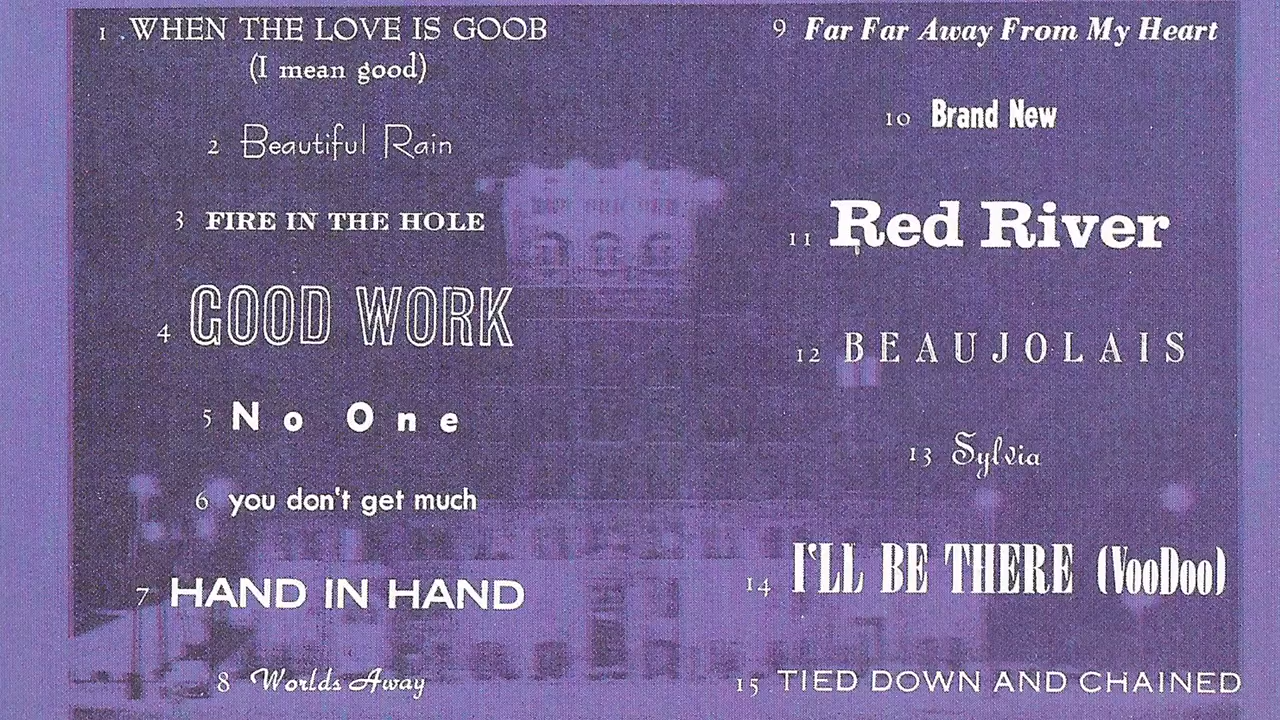 1 WHEN THE LOVE IS GOOB
(I mean good)
2 Beautiful Rain
3 FIRE IN THE HOLE
4 GOOD WORK
5 No One
6 you don't get much
7 HAND IN HAND
8 Worlds Away
9 Far Far Away From My Heart
10 Brand New
11 Red River
12 BEAUJOLAIS
13 Sylvia
14 I'LL BE THERE (VooDoo)
15 TIED DOWN AND CHAINED